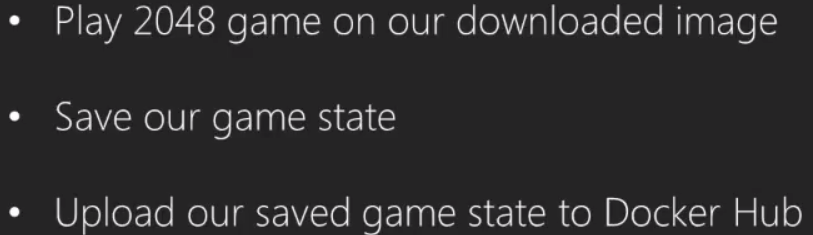 • Play 2048 game on our downloaded image
• Save our game state
• Upload our saved game state to Docker Hub